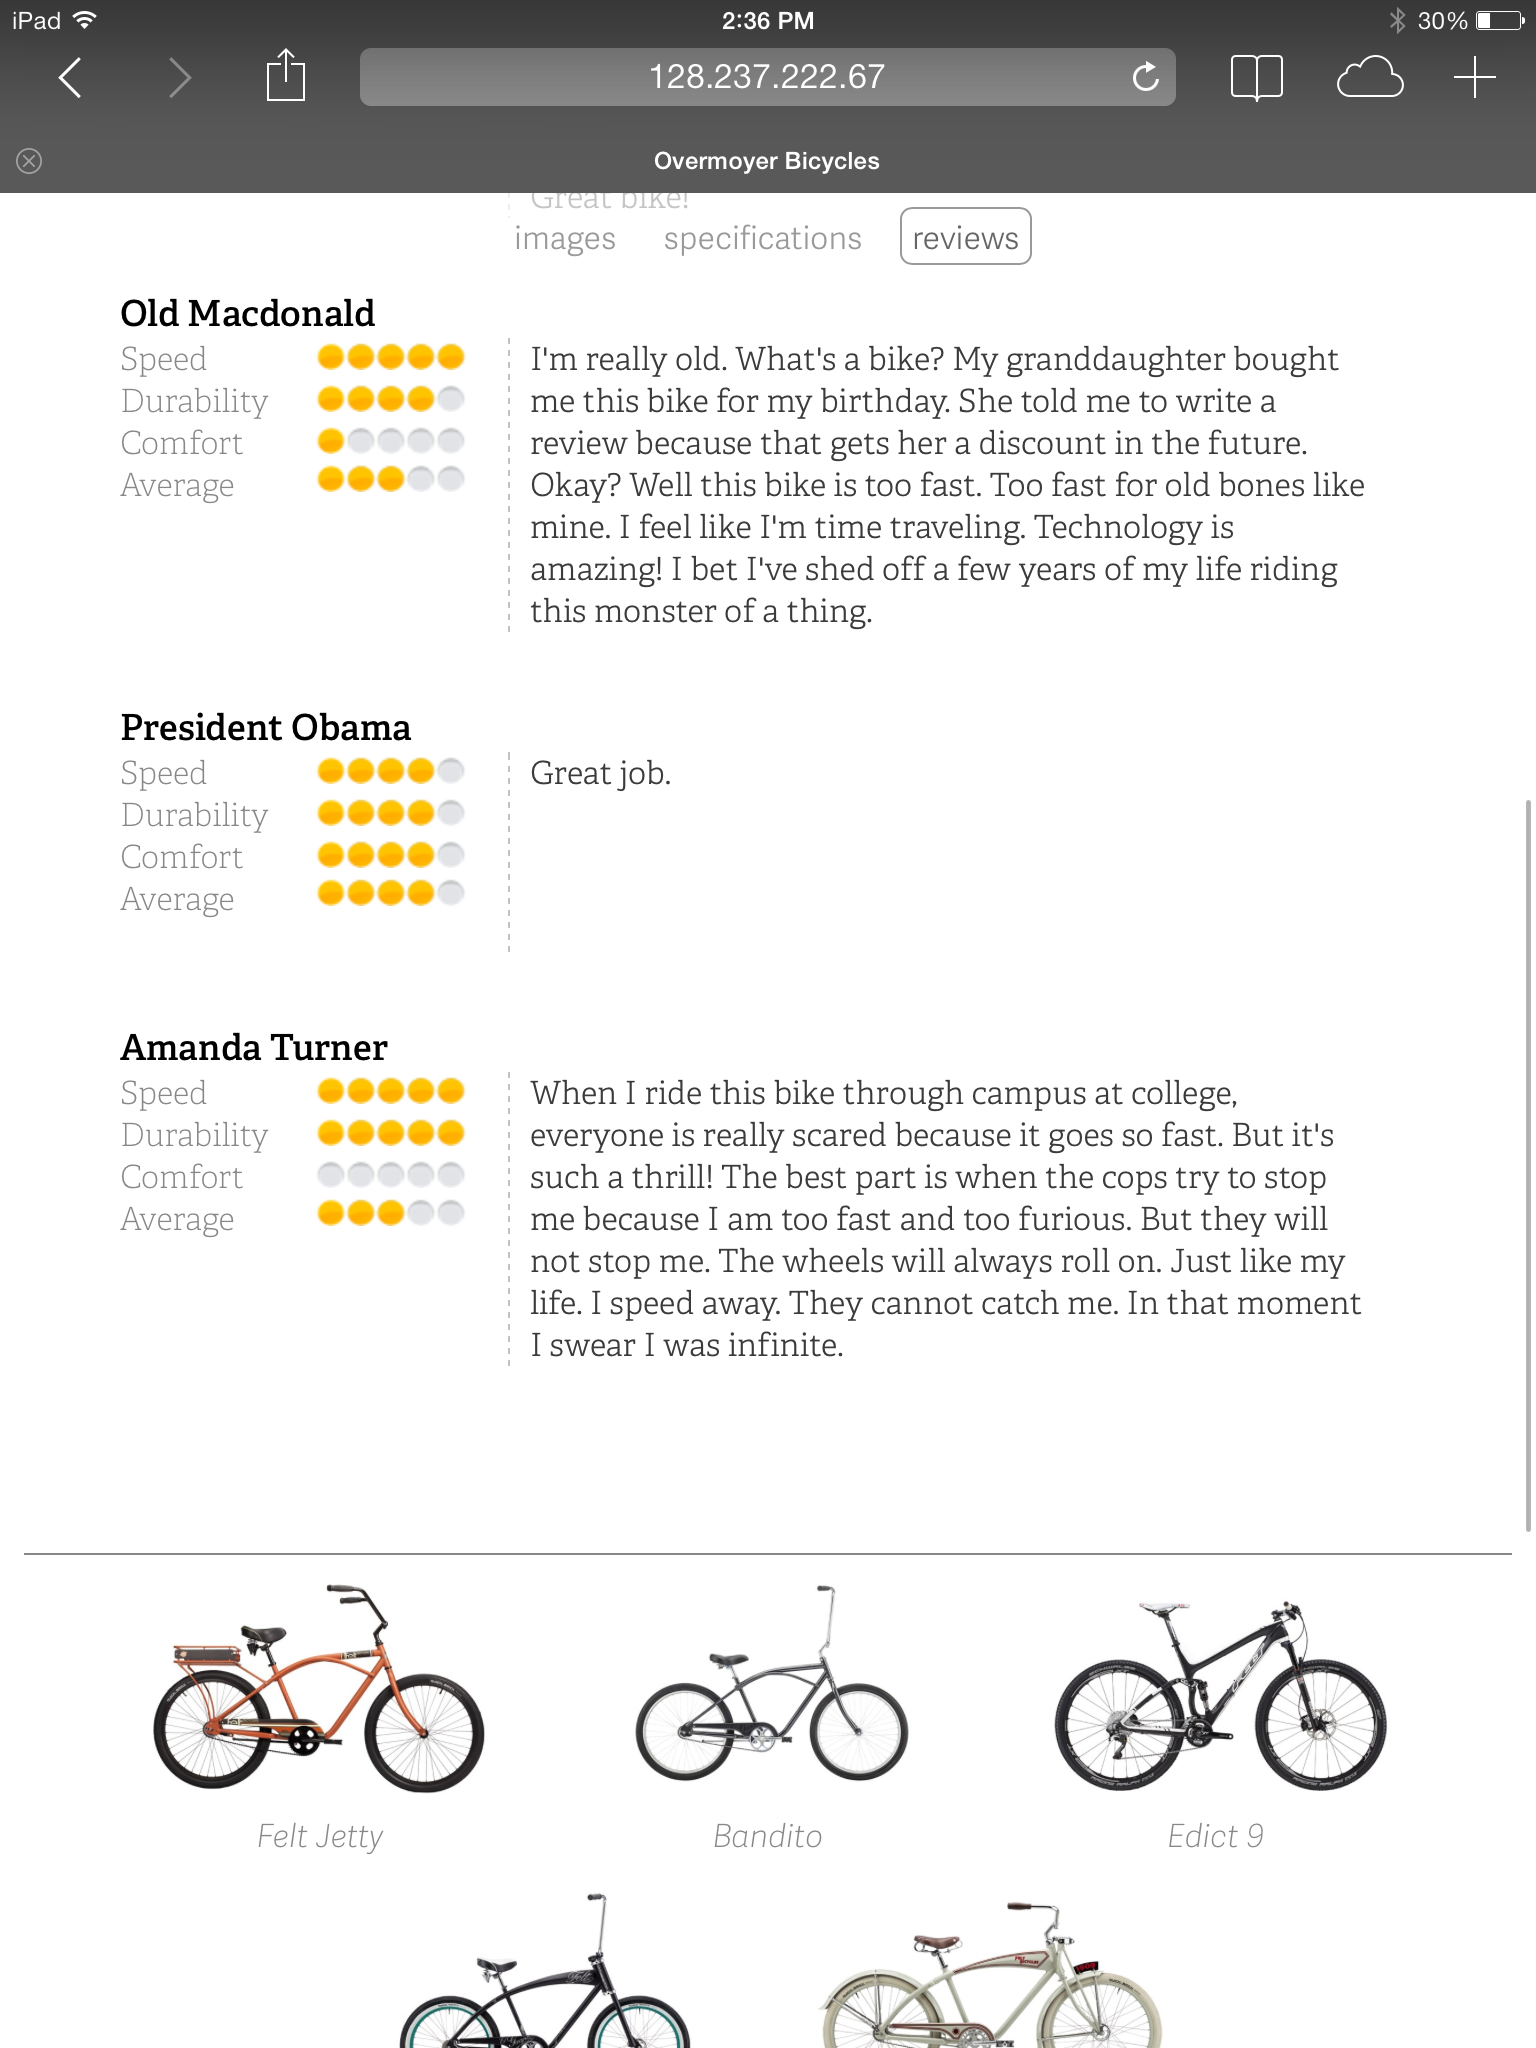 iPad
2:36 PM
30%
128.237.222.67
Overmoyer Bicycles
Great bike!
images specifications reviews
Old Macdonald
Speed
Durability
Comfort
Average
I'm really old. What's a bike? My granddaughter bought
me this bike for my birthday. She told me to write a
review because that gets her a discount in the future.
Okay? Well this bike is too fast. Too fast for old bones like
mine. I feel like I'm time traveling. Technology is
amazing! I bet I've shed off a few years of my life riding
this monster of a thing.
President Obama
Speed
Durability
Comfort
Average
Great job.
Amanda Turner
Speed
Durability
Comfort
Average
When I ride this bike through campus at college,
everyone is really scared because it goes so fast. But it's
such a thrill! The best part is when the cops try to stop
me because I am too fast and too furious. But they will
not stop me. The wheels will always roll on. Just like my
life. I speed away. They cannot catch me. In that moment
I swear I was infinite.
Felt Jetty
Bandito
Edict 9